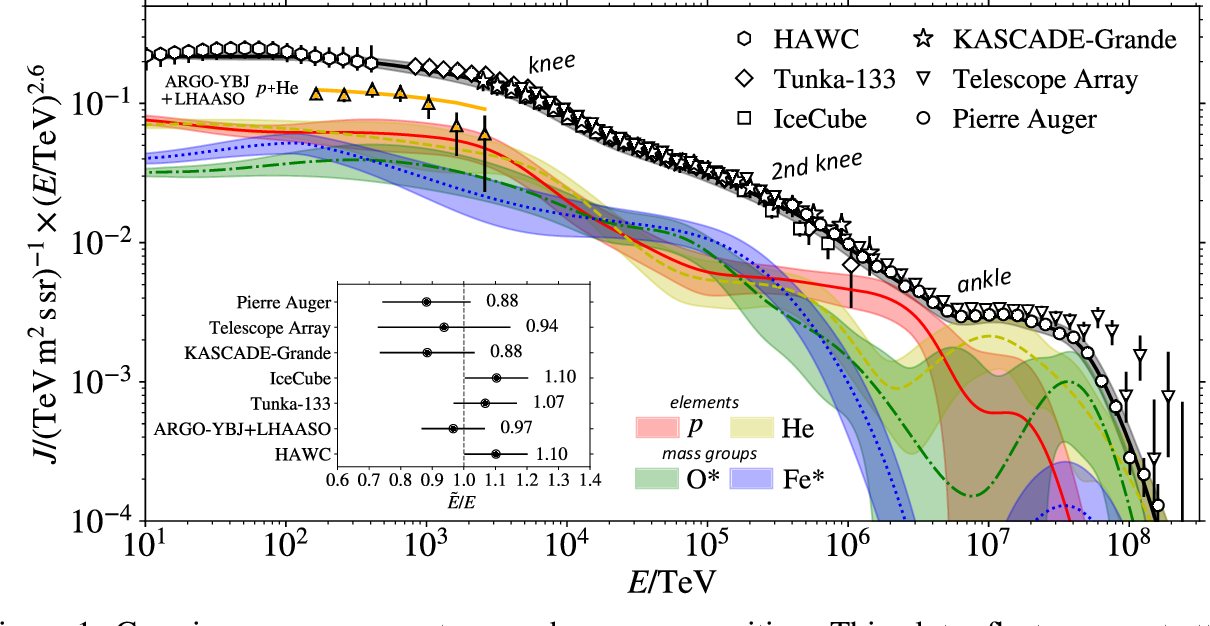 HAWC
KASCADE-Grande
Tunka-133
Telescope Array
IceCube
Pierre Auger
knee
2nd knee
ankle
ARGO-YBJ
+LHAASO
p+He
J/(TeV m² s sr)⁻¹ × (E/TeV)²·⁶
10⁻¹
10⁻²
10⁻³
10⁻⁴
Pierre Auger 0.88
Telescope Array 0.94
KASCADE-Grande 0.88
IceCube 1.10
Tunka-133 1.07
ARGO-YBJ+LHAASO 0.97
HAWC 1.10
0.6 0.7 0.8 0.9 1.0 1.1 1.2 1.3 1.4
Ẽ/E
elements
p He
mass groups
O* Fe*
10¹ 10² 10³ 10⁴ 10⁵ 10⁶ 10⁷ 10⁸
E/TeV